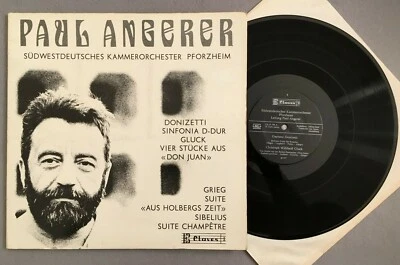 PAUL ANGERER
SÜDWESTDEUTSCHES KAMMERORCHESTER PFORZHEIM
DONIZETTI
SINFONIA D-DUR
GLUCK
VIER STÜCKE AUS
«DON JUAN»
GRIEG
SUITE
«AUS HOLBERGS ZEIT»
SIBELIUS
SUITE CHAMPÊTRE
Claves
Claves